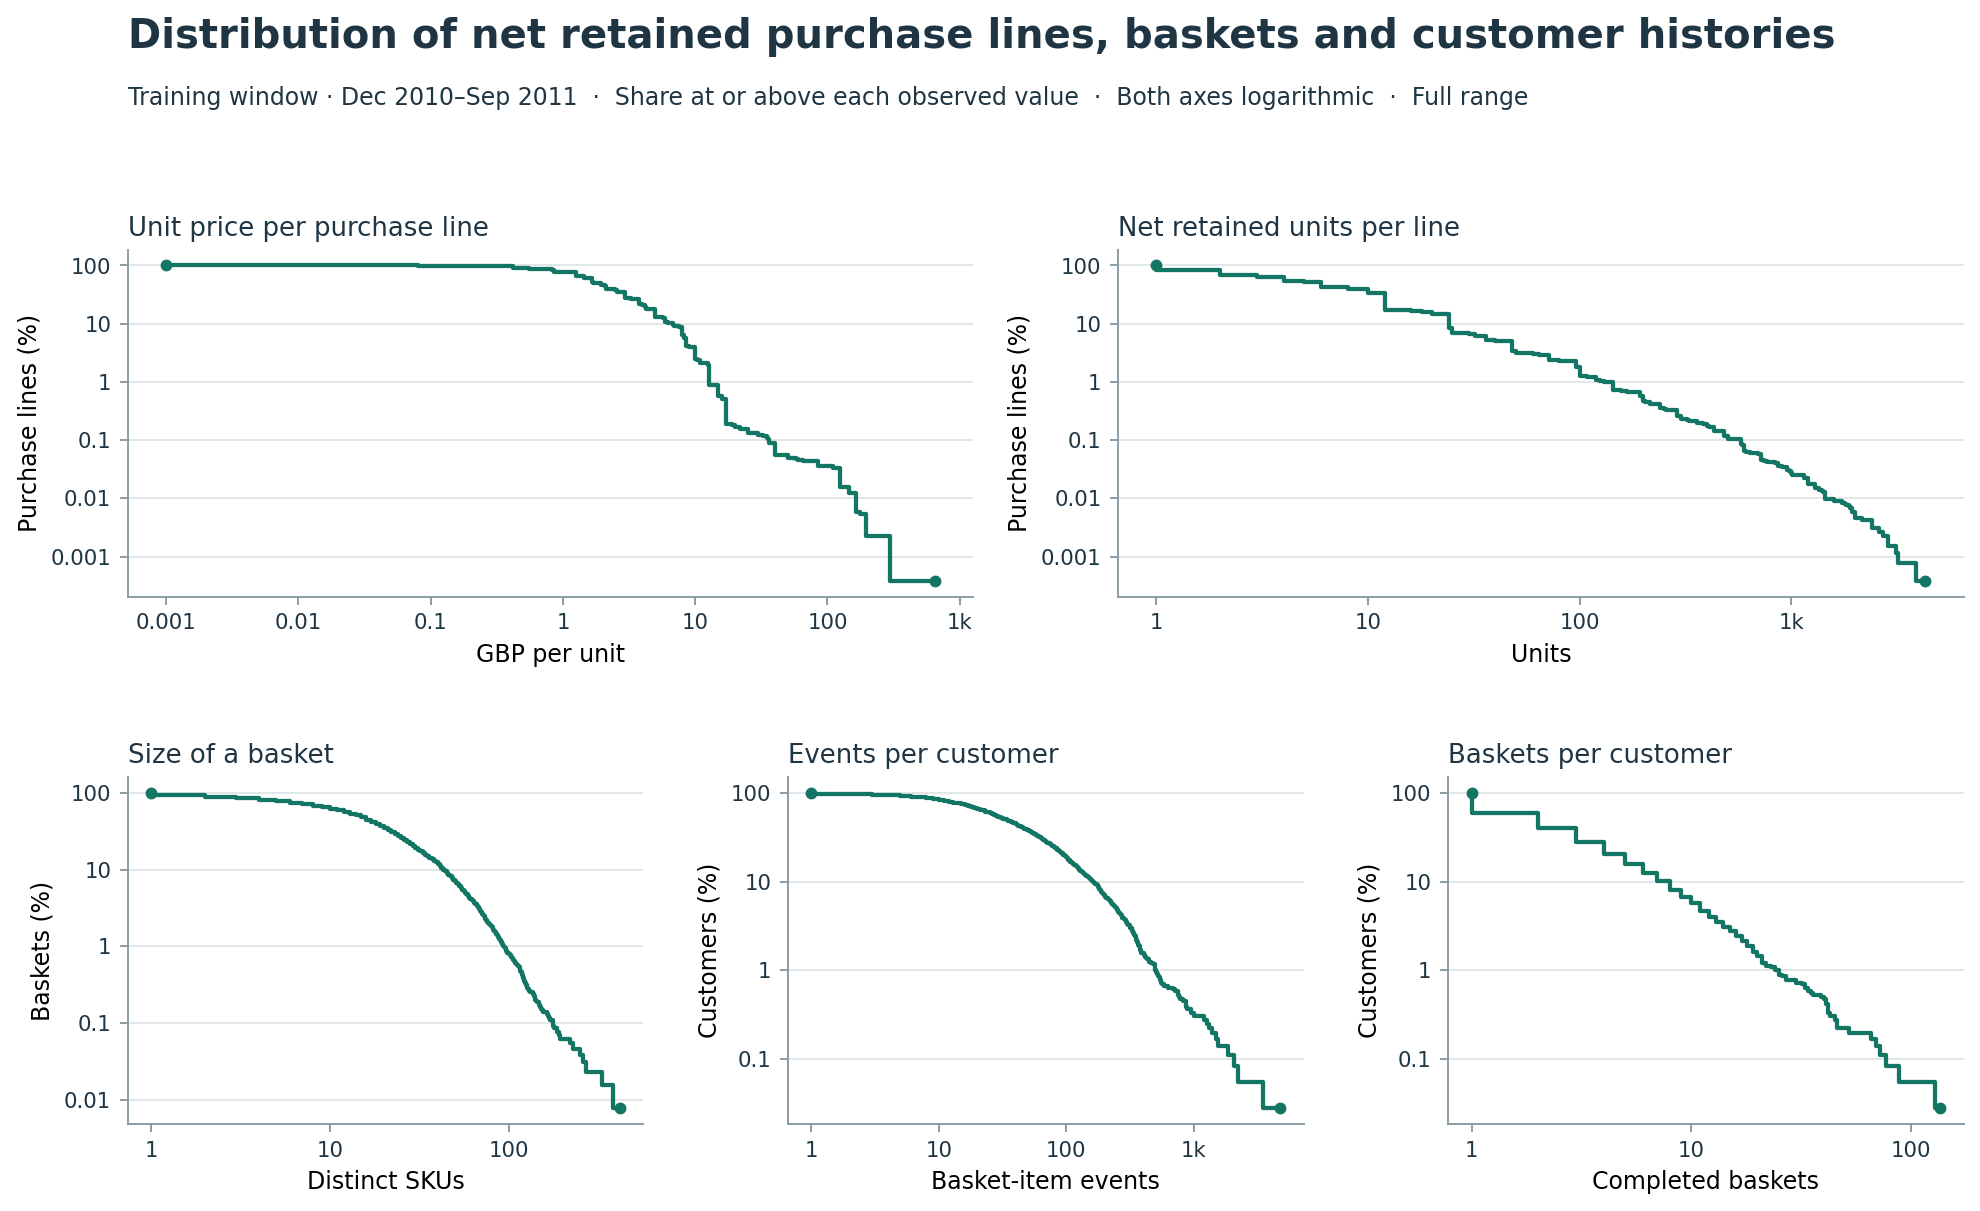 Distribution of net retained purchase lines, baskets and customer histories
Training window · Dec 2010–Sep 2011 · Share at or above each observed value · Both axes logarithmic · Full range
Unit price per purchase line
Purchase lines (%)
100
10
1
0.1
0.01
0.001
0.001 0.01 0.1 1 10 100 1k
GBP per unit
Net retained units per line
Purchase lines (%)
100
10
1
0.1
0.01
0.001
1 10 100 1k
Units
Size of a basket
Baskets (%)
100
10
1
0.1
0.01
1 10 100
Distinct SKUs
Events per customer
Customers (%)
100
10
1
0.1
1 10 100 1k
Basket-item events
Baskets per customer
Customers (%)
100
10
1
0.1
1 10 100
Completed baskets